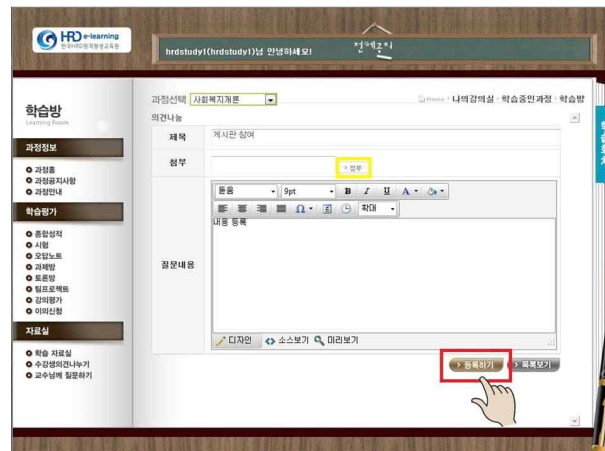 HRD e-learning
한국HRD원격평생교육원
hrdstudy1(hrdstudy1)님 안녕하세요!
전체공지
학습방
Learning Room
과정정보
과정홈
과정공지사항
과정안내
학습평가
종합성적
시험
오답노트
과제방
토론방
팀프로젝트
강의평가
이의신청
자료실
학습 자료실
수강생의견나누기
교수님께 질문하기
과정선택 사회복지개론
Home · 나의강의실 · 학습중인과정 · 학습방
의견나눔
제목 게시판 참여
첨부 첨부
돋움 9pt B I U A
Ω 확대
질문내용
내용 등록
디자인 소스보기 미리보기
등록하기 목록보기